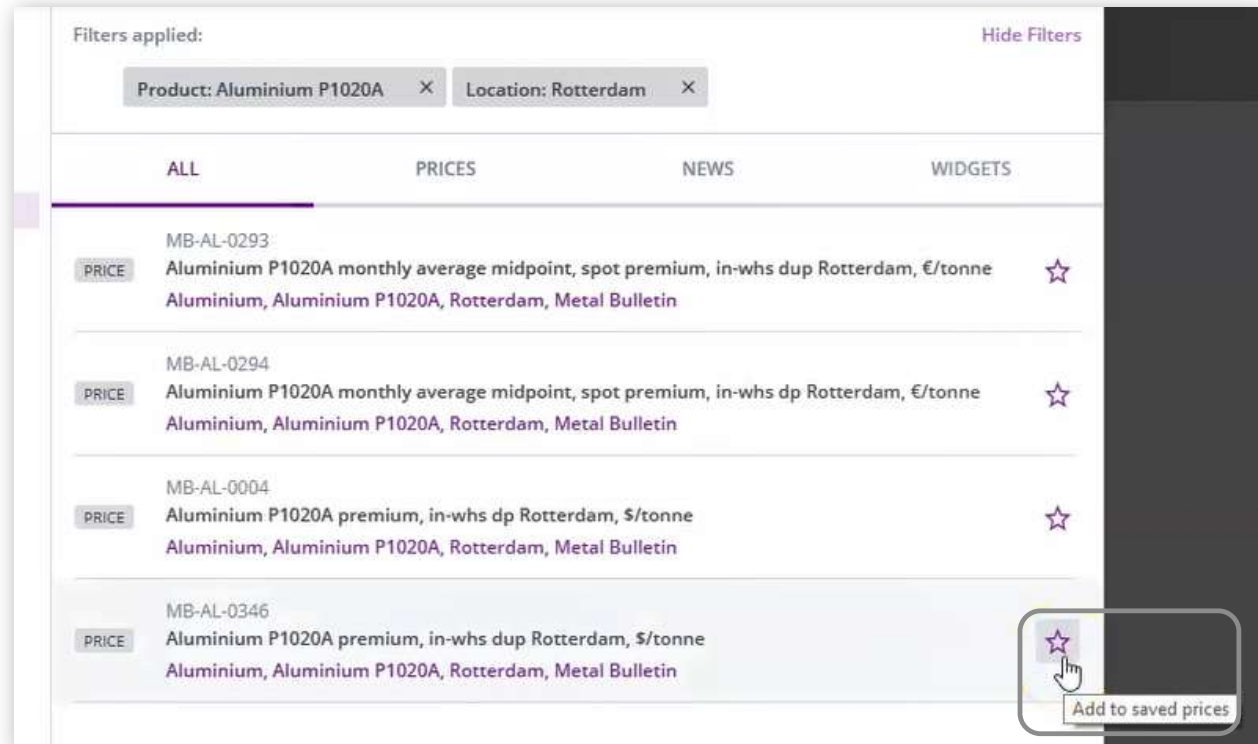 Filters applied:
Hide Filters
Product: Aluminium P1020A ×
Location: Rotterdam ×
ALL
PRICES
NEWS
WIDGETS
MB-AL-0293
PRICE
Aluminium P1020A monthly average midpoint, spot premium, in-whs dup Rotterdam, €/tonne
Aluminium, Aluminium P1020A, Rotterdam, Metal Bulletin
MB-AL-0294
PRICE
Aluminium P1020A monthly average midpoint, spot premium, in-whs dp Rotterdam, €/tonne
Aluminium, Aluminium P1020A, Rotterdam, Metal Bulletin
MB-AL-0004
PRICE
Aluminium P1020A premium, in-whs dp Rotterdam, $/tonne
Aluminium, Aluminium P1020A, Rotterdam, Metal Bulletin
MB-AL-0346
PRICE
Aluminium P1020A premium, in-whs dup Rotterdam, $/tonne
Aluminium, Aluminium P1020A, Rotterdam, Metal Bulletin
Add to saved prices